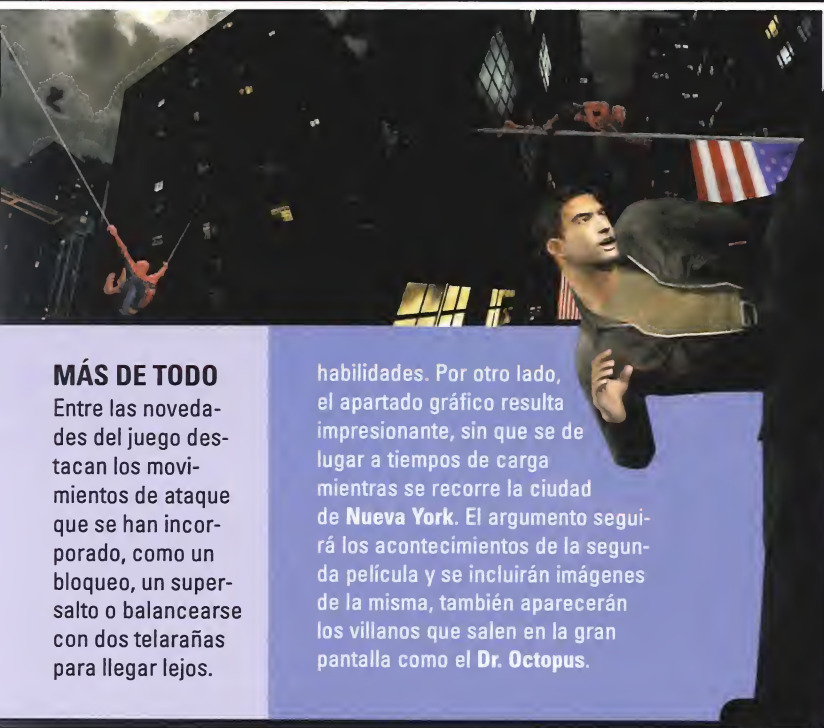 MÁS DE TODO
Entre las noveda-
des del juego des-
tacan los movi-
mientos de ataque
que se han incor-
porado, como un
bloqueo, un super-
salto o balancearse
con dos telarañas
para llegar lejos.
habilidades. Por otro lado,
el apartado gráfico resulta
impresionante, sin que se de
lugar a tiempos de carga
mientras se recorre la ciudad
de Nueva York. El argumento segui-
rá los acontecimientos de la segun-
da película y se incluirán imágenes
de la misma, también aparecerán
los villanos que salen en la gran
pantalla como el Dr. Octopus.